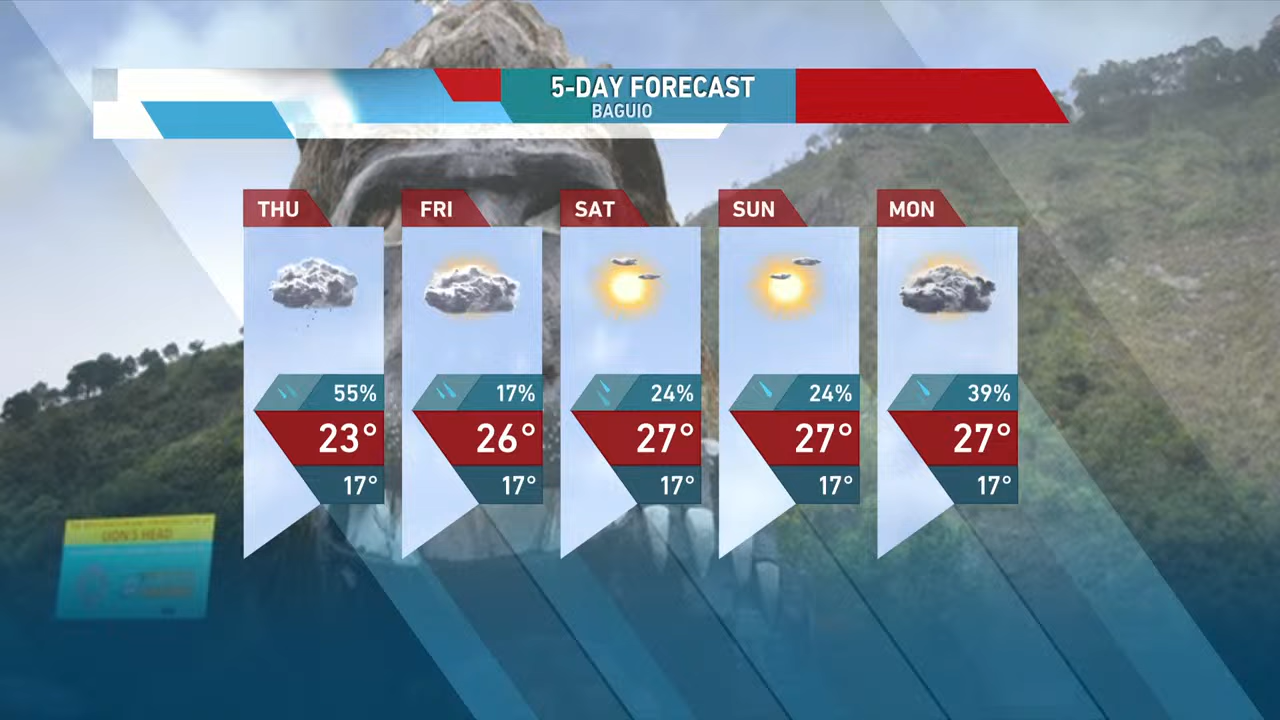 5-DAY FORECAST
BAGUIO
THU FRI SAT SUN MON
55% 17% 24% 24% 39%
23° 26° 27° 27° 27°
17° 17° 17° 17° 17°
LION'S HEAD